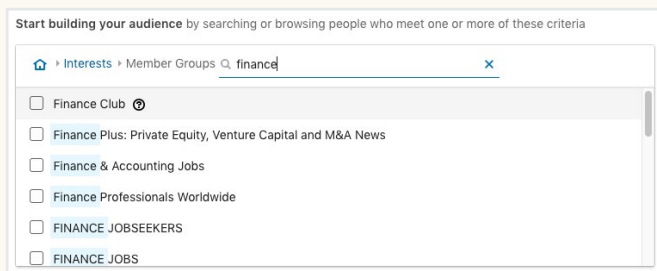 Start building your audience by searching or browsing people who meet one or more of these criteria
Interests Member Groups finance
Finance Club
Finance Plus: Private Equity, Venture Capital and M&A News
Finance & Accounting Jobs
Finance Professionals Worldwide
FINANCE JOBSEEKERS
FINANCE JOBS